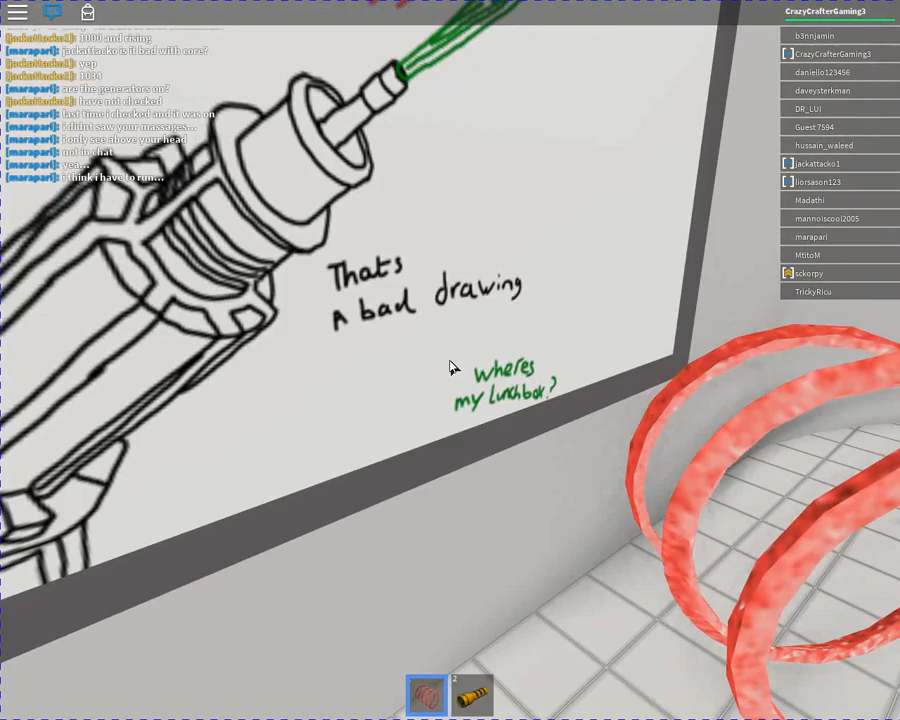 CrazyCrafterGaming3
[jackattacko1]: 1000 and rising
[marapari]: jackattacko is it bad with core?
[jackattacko1]: yep
[jackattacko1]: 1034
[marapari]: are the generators on?
[jackattacko1]: have not checked
[marapari]: last time i checked and it was on
[marapari]: i didnt saw your massages...
[marapari]: i only see above your head
[marapari]: not in chat
[marapari]: yea...
[marapari]: i think i have to run...
b3nnjamin
CrazyCrafterGaming3
daniello123456
daveysterkman
DR_LUI
Guest 7594
hussain_waleed
jackattacko1
liorsason123
Madathi
mannoiscool2005
marapari
MtitoM
sckorpy
TrickyRicu
That's
A bad drawing
Wheres
my lunchbox?
2